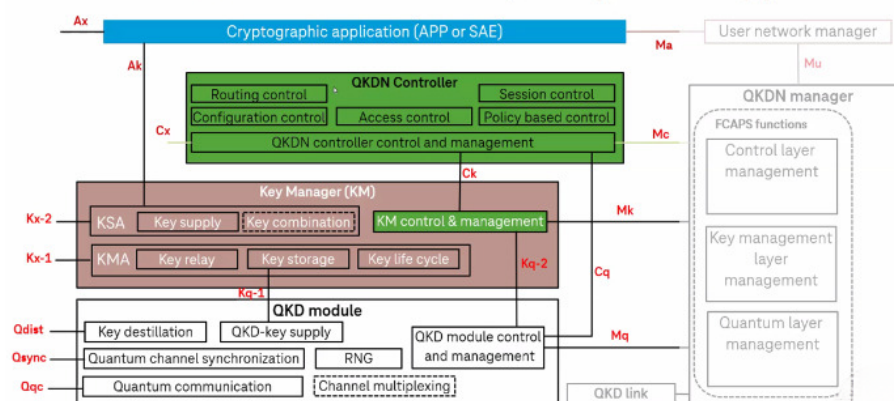 Ax
Cryptographic application (APP or SAE)
Ma
User network manager
Ak
Mu
QKDN Controller
QKDN manager
Routing control
Session control
Configuration control
Access control
Policy based control
FCAPS functions
Cx
QKDN controller control and management
Mc
Control layer
management
Ck
Key Manager (KM)
Kx-2
KSA
Key supply
Key combination
KM control & management
Mk
Key management
layer
management
Kx-1
KMA
Key relay
Key storage
Key life cycle
Kq-2
Cq
Kq-1
QKD module
Quantum layer
management
Qdist
Key destillation
QKD-key supply
QKD module control
and management
Mq
Qsync
Quantum channel synchronization
RNG
Qqc
Quantum communication
Channel multiplexing
QKD link